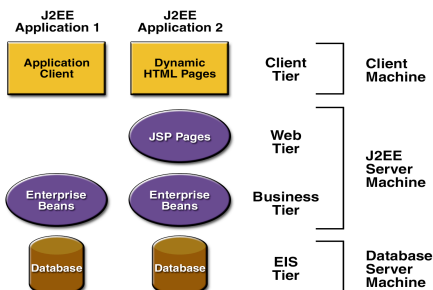 J2EE
Application 1
J2EE
Application 2
Application
Client
Dynamic
HTML Pages
Client
Tier
Client
Machine
JSP Pages
Web
Tier
J2EE
Server
Machine
Enterprise
Beans
Enterprise
Beans
Business
Tier
Database
Database
EIS
Tier
Database
Server
Machine